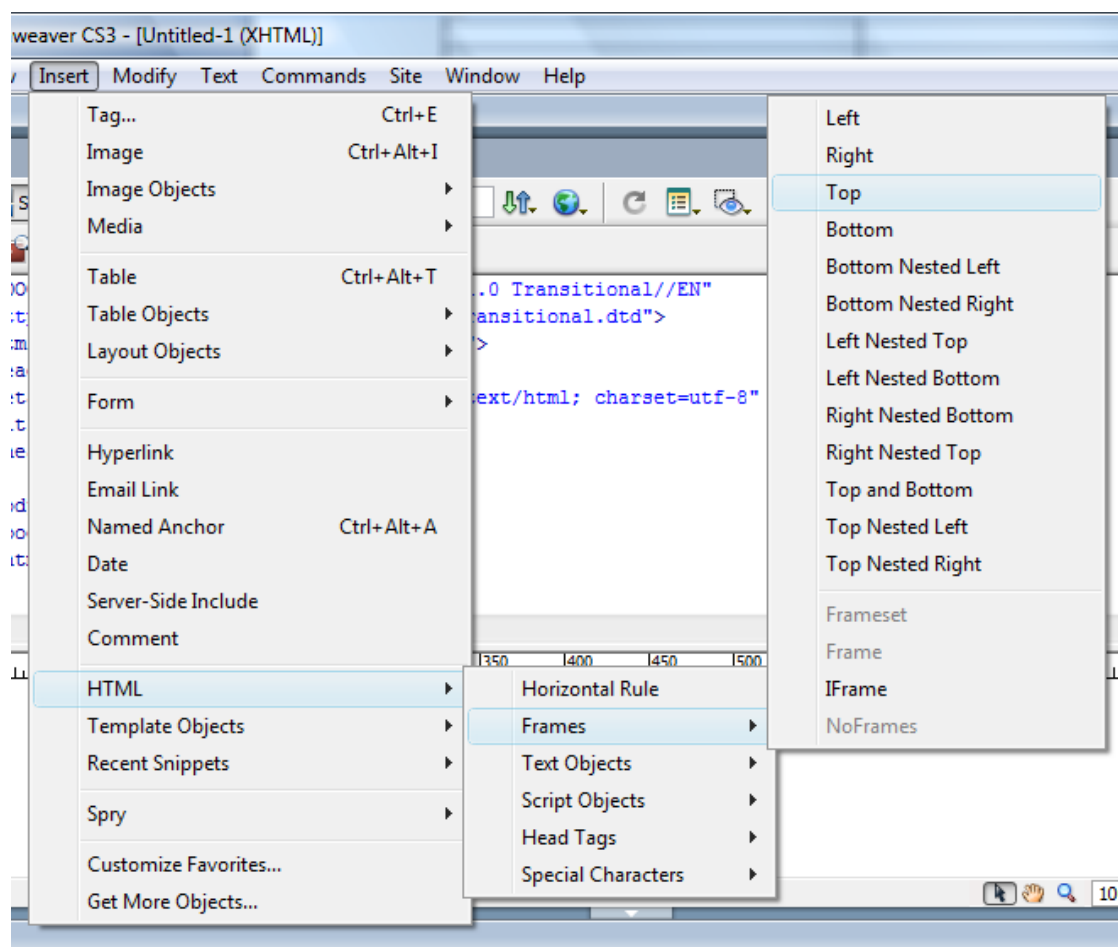 weaver CS3 - [Untitled-1 (XHTML)]
Insert Modify Text Commands Site Window Help
Tag... Ctrl+E
Image Ctrl+Alt+I
Image Objects
Media
Table Ctrl+Alt+T
Table Objects
Layout Objects
Form
Hyperlink
Email Link
Named Anchor Ctrl+Alt+A
Date
Server-Side Include
Comment
HTML
Template Objects
Recent Snippets
Spry
Customize Favorites...
Get More Objects...
.0 Transitional//EN"
ansitional.dtd">
">
ext/html; charset=utf-8"
350 400 450 500
Horizontal Rule
Frames
Text Objects
Script Objects
Head Tags
Special Characters
Left
Right
Top
Bottom
Bottom Nested Left
Bottom Nested Right
Left Nested Top
Left Nested Bottom
Right Nested Bottom
Right Nested Top
Top and Bottom
Top Nested Left
Top Nested Right
Frameset
Frame
IFrame
NoFrames
10